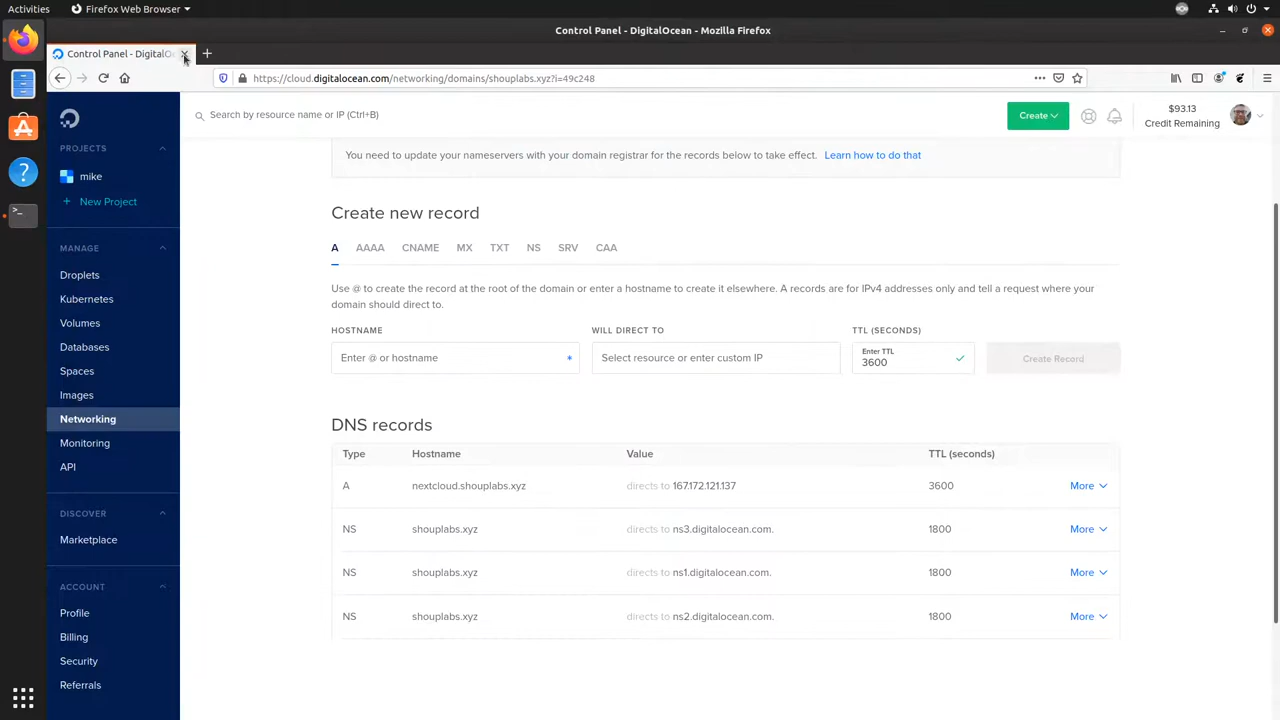 Activities
Firefox Web Browser
Control Panel - DigitalOcean - Mozilla Firefox
Control Panel - DigitalOc
https://cloud.digitalocean.com/networking/domains/shouplabs.xyz?i=49c248
Search by resource name or IP (Ctrl+B)
Create
$93.13
Credit Remaining
PROJECTS
mike
+ New Project
MANAGE
Droplets
Kubernetes
Volumes
Databases
Spaces
Images
Networking
Monitoring
API
DISCOVER
Marketplace
ACCOUNT
Profile
Billing
Security
Referrals
You need to update your nameservers with your domain registrar for the records below to take effect. Learn how to do that
Create new record
A AAAA CNAME MX TXT NS SRV CAA
Use @ to create the record at the root of the domain or enter a hostname to create it elsewhere. A records are for IPv4 addresses only and tell a request where your
domain should direct to.
HOSTNAME WILL DIRECT TO TTL (SECONDS)
Enter @ or hostname * Select resource or enter custom IP Enter TTL
3600
Create Record
DNS records
Type Hostname Value TTL (seconds)
A nextcloud.shouplabs.xyz directs to 167.172.121.137 3600 More
NS shouplabs.xyz directs to ns3.digitalocean.com. 1800 More
NS shouplabs.xyz directs to ns1.digitalocean.com. 1800 More
NS shouplabs.xyz directs to ns2.digitalocean.com. 1800 More